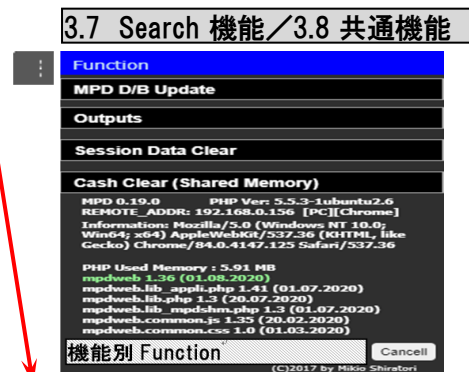 3.7 Search 機能／3.8 共通機能
Function
MPD D/B Update
Outputs
Session Data Clear
Cash Clear (Shared Memory)
MPD 0.19.0 PHP Ver: 5.5.3-1ubuntu2.6
REMOTE_ADDR: 192.168.0.156 [PC][Chrome]
Information: Mozilla/5.0 (Windows NT 10.0;
Win64; x64) AppleWebKit/537.36 (KHTML, like
Gecko) Chrome/84.0.4147.125 Safari/537.36
PHP Used Memory : 5.91 MB
mpdweb 1.36 (01.08.2020)
mpdweb.lib_appli.php 1.41 (01.07.2020)
mpdweb.lib.php 1.3 (20.07.2020)
mpdweb.lib_mpdshm.php 1.3 (01.07.2020)
mpdweb.common.js 1.35 (20.02.2020)
mpdweb.common.css 1.0 (01.03.2020)
機能別 Function
Cancell
(C)2017 by Mikio Shiratori